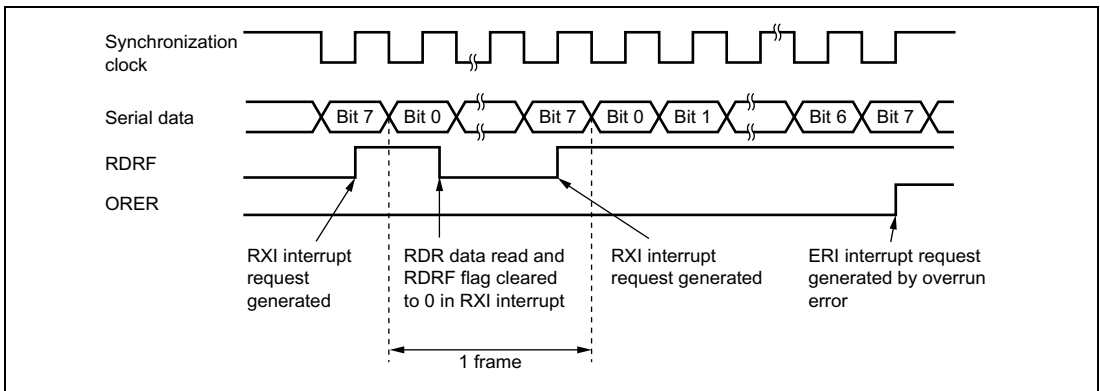 Synchronization
clock
Serial data
Bit 7
Bit 0
Bit 7
Bit 0
Bit 1
Bit 6
Bit 7
RDRF
ORER
RXI interrupt
request
generated
RDR data read and
RDRF flag cleared
to 0 in RXI interrupt
RXI interrupt
request generated
ERI interrupt request
generated by overrun
error
1 frame